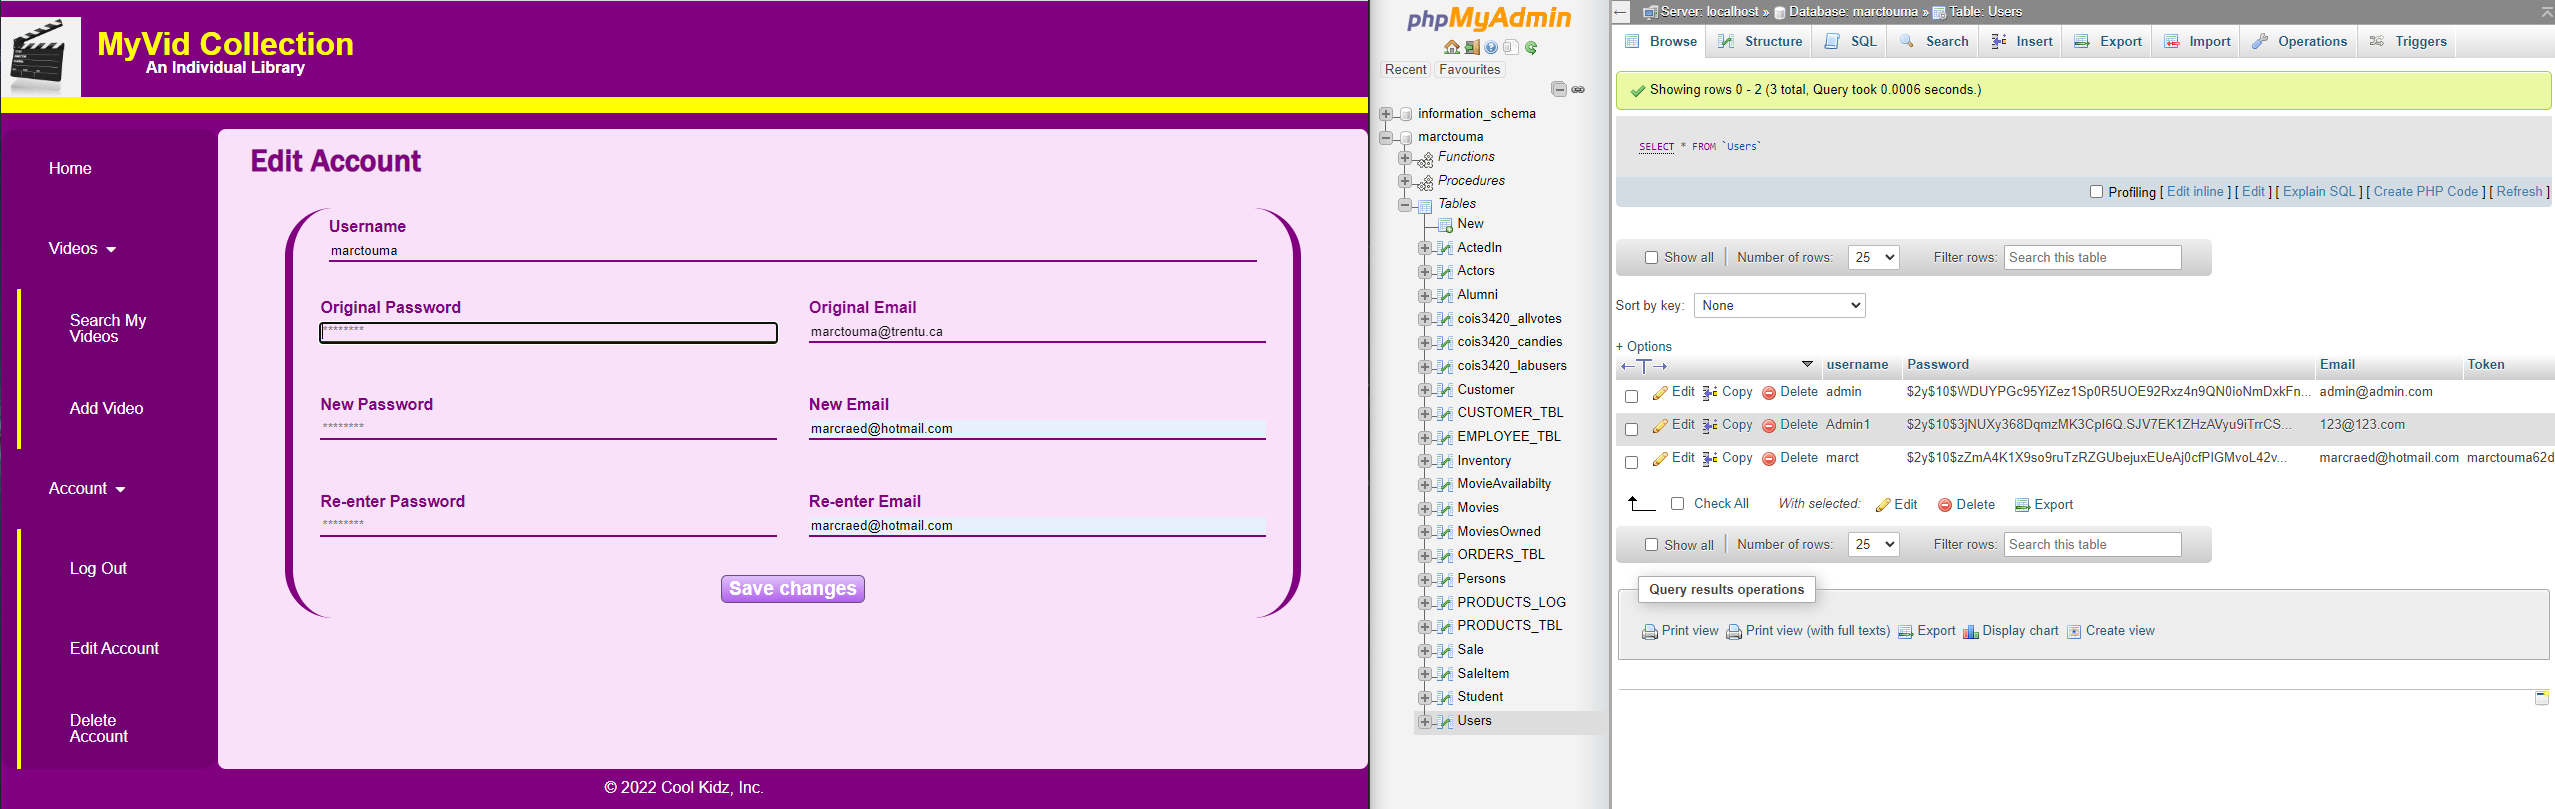 MyVid Collection
An Individual Library
Home
Videos
Search My
Videos
Add Video
Account
Log Out
Edit Account
Delete
Account
Edit Account
Username
marctouma
Original Password
********
Original Email
marctouma@trentu.ca
New Password
********
New Email
marcraed@hotmail.com
Re-enter Password
********
Re-enter Email
marcraed@hotmail.com
Save changes
© 2022 Cool Kidz, Inc.
phpMyAdmin
Recent Favourites
information_schema
marctouma
Functions
Procedures
Tables
New
ActedIn
Actors
Alumni
cois3420_allvotes
cois3420_candies
cois3420_labusers
Customer
CUSTOMER_TBL
EMPLOYEE_TBL
Inventory
MovieAvailabilty
Movies
MoviesOwned
ORDERS_TBL
Persons
PRODUCTS_LOG
PRODUCTS_TBL
Sale
SaleItem
Student
Users
Server: localhost » Database: marctouma » Table: Users
Browse Structure SQL Search Insert Export Import Operations Triggers
Showing rows 0 - 2 (3 total, Query took 0.0006 seconds.)
SELECT * FROM `Users`
Profiling [ Edit inline ] [ Edit ] [ Explain SQL ] [ Create PHP Code ] [ Refresh ]
Show all Number of rows: 25 Filter rows: Search this table
Sort by key: None
+ Options
←T→ username Password Email Token
Edit Copy Delete admin $2y$10$WDUYPGc95YiZez1Sp0R5UOE92Rxz4n9QN0ioNmDxkFn... admin@admin.com
Edit Copy Delete Admin1 $2y$10$3jNUXy368DqmzMK3Cpl6Q.SJV7EK1ZHzAVyu9iTrrCS... 123@123.com
Edit Copy Delete marct $2y$10$zZmA4K1X9so9ruTzRZGUbejuxEUeAj0cfPIGMvoL42v... marcraed@hotmail.com marctouma62d
Check All With selected: Edit Delete Export
Show all Number of rows: 25 Filter rows: Search this table
Query results operations
Print view Print view (with full texts) Export Display chart Create view